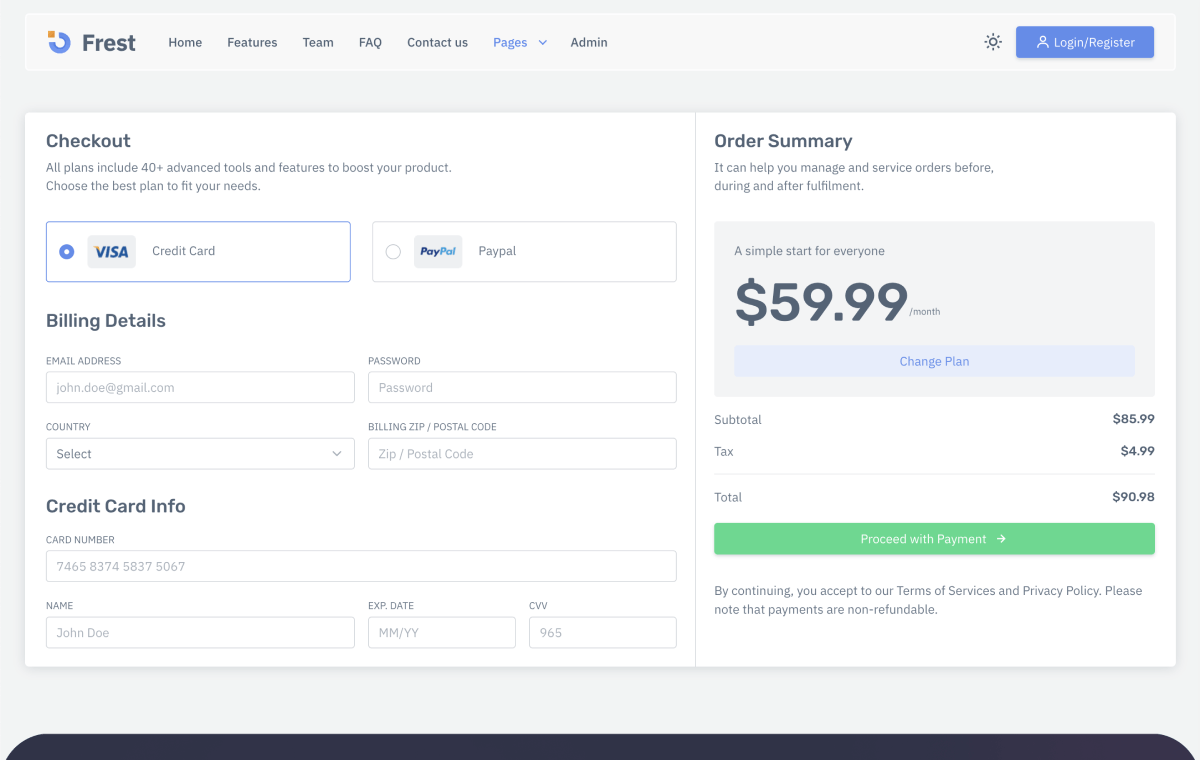 Frest
Home Features Team FAQ Contact us Pages Admin
Login/Register
Checkout
All plans include 40+ advanced tools and features to boost your product.
Choose the best plan to fit your needs.
VISA Credit Card
PayPal Paypal
Billing Details
EMAIL ADDRESS
john.doe@gmail.com
PASSWORD
Password
COUNTRY
Select
BILLING ZIP / POSTAL CODE
Zip / Postal Code
Credit Card Info
CARD NUMBER
7465 8374 5837 5067
NAME
John Doe
EXP. DATE
MM/YY
CVV
965
Order Summary
It can help you manage and service orders before,
during and after fulfilment.
A simple start for everyone
$59.99 /month
Change Plan
Subtotal $85.99
Tax $4.99
Total $90.98
Proceed with Payment
By continuing, you accept to our Terms of Services and Privacy Policy. Please
note that payments are non-refundable.